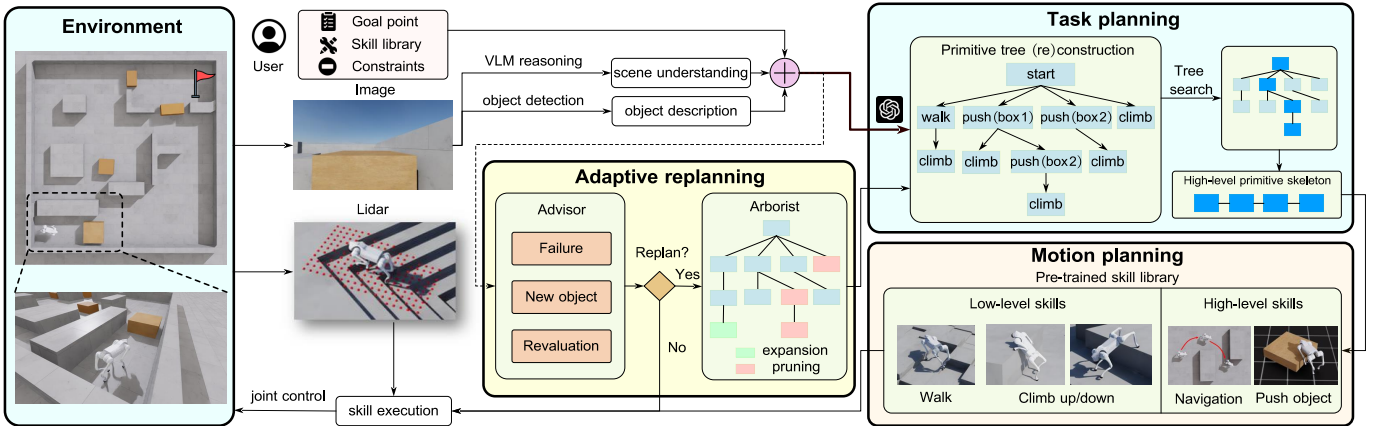 Environment
User
Goal point
Skill library
Constraints
Image
VLM reasoning
object detection
scene understanding
object description
Lidar
joint control
skill execution
Adaptive replanning
Advisor
Failure
New object
Revaluation
Replan?
Yes
No
Arborist
expansion
pruning
Task planning
Primitive tree (re)construction
start
walk
push(box1)
push(box2)
climb
climb
climb
push(box2)
climb
climb
Tree
search
High-level primitive skeleton
Motion planning
Pre-trained skill library
Low-level skills
High-level skills
Walk
Climb up/down
Navigation
Push object